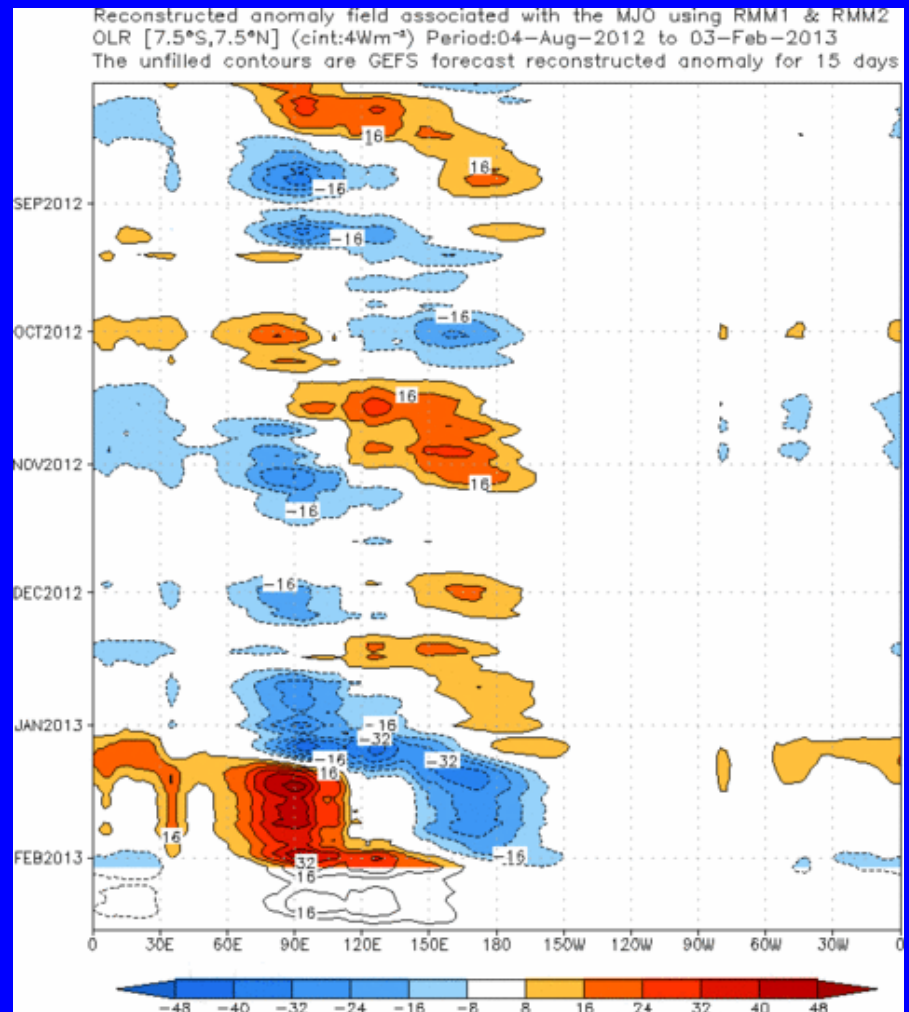 Reconstructed anomaly field associated with the MJO using RMM1 & RMM2
OLR [7.5°S,7.5°N] (cint:4Wm⁻²) Period:04-Aug-2012 to 03-Feb-2013
The unfilled contours are GEFS forecast reconstructed anomaly for 15 days
16
16
-16
SEP2012
-16
-16
OCT2012
16
NOV2012
16
-16
-16
DEC2012
-16
JAN2013
-32
-16
-32
16
16
FEB2013
-16
32
16
16
0 30E 60E 90E 120E 150E 180 150W 120W 90W 60W 30W 0
-48 -40 -32 -24 -16 -8 8 16 24 32 40 48